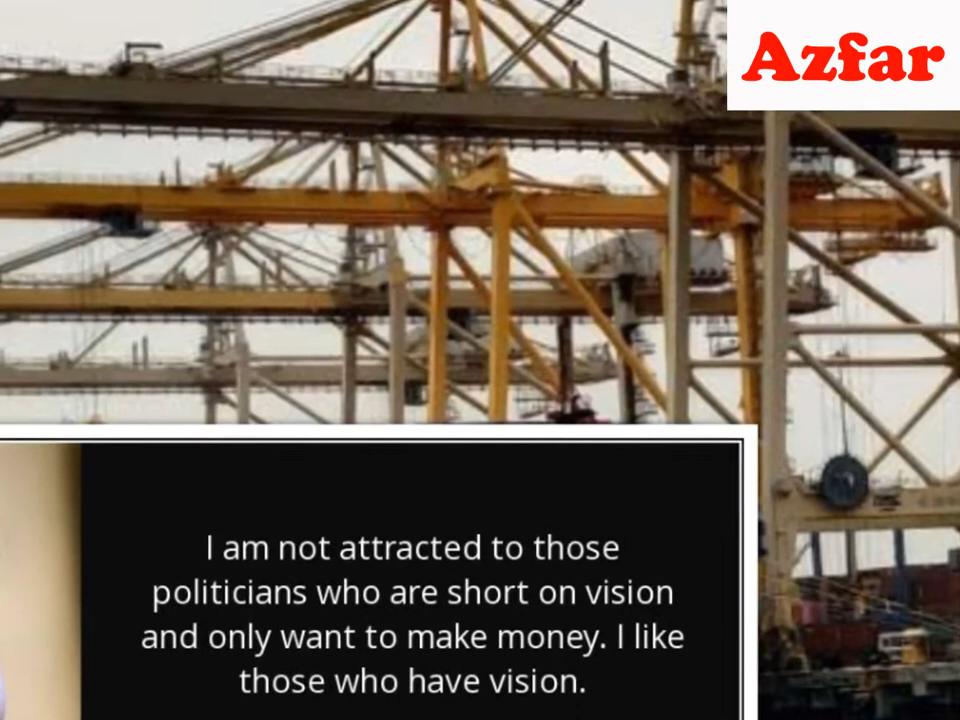 Azfar
I am not attracted to those
politicians who are short on vision
and only want to make money. I like
those who have vision.